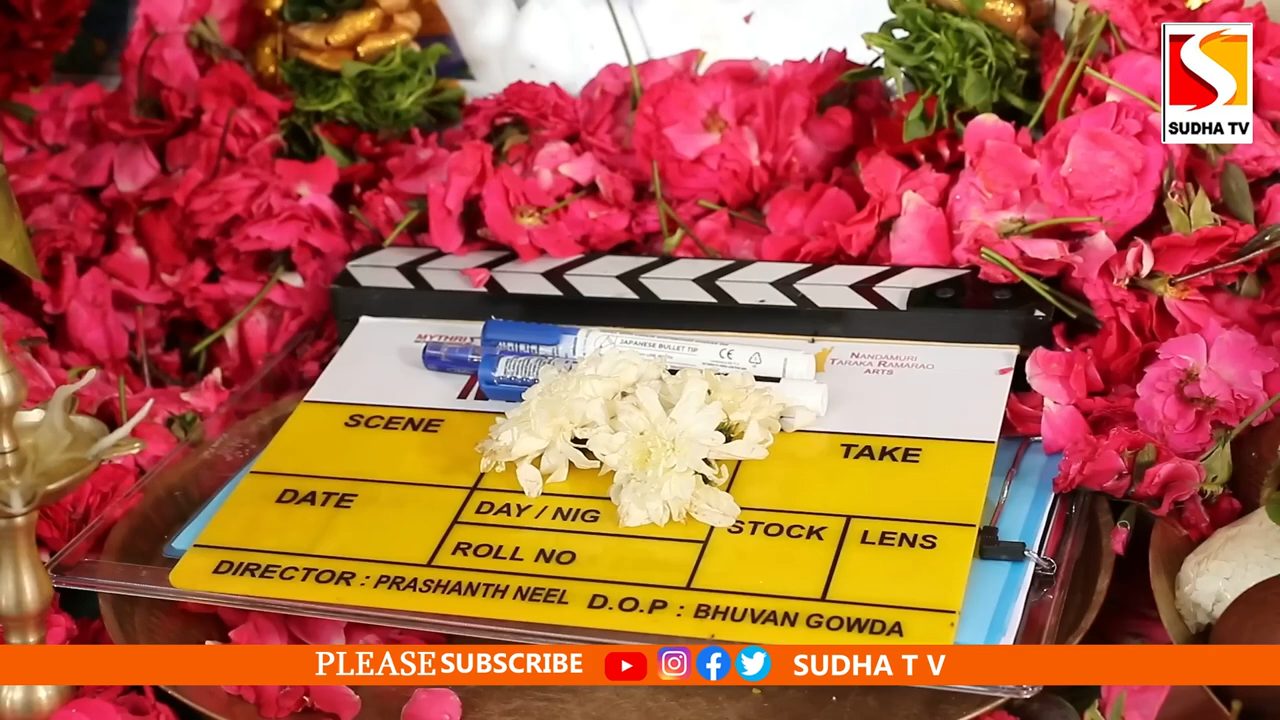 SUDHA TV
MYTHRI
JAPANESE BULLET TIP
CE
NANDAMURI
TARAKA RAMARAO
ARTS
SCENE
TAKE
DATE
DAY / NIG
STOCK
LENS
ROLL NO
DIRECTOR : PRASHANTH NEEL D.O.P : BHUVAN GOWDA
PLEASE SUBSCRIBE SUDHA T V